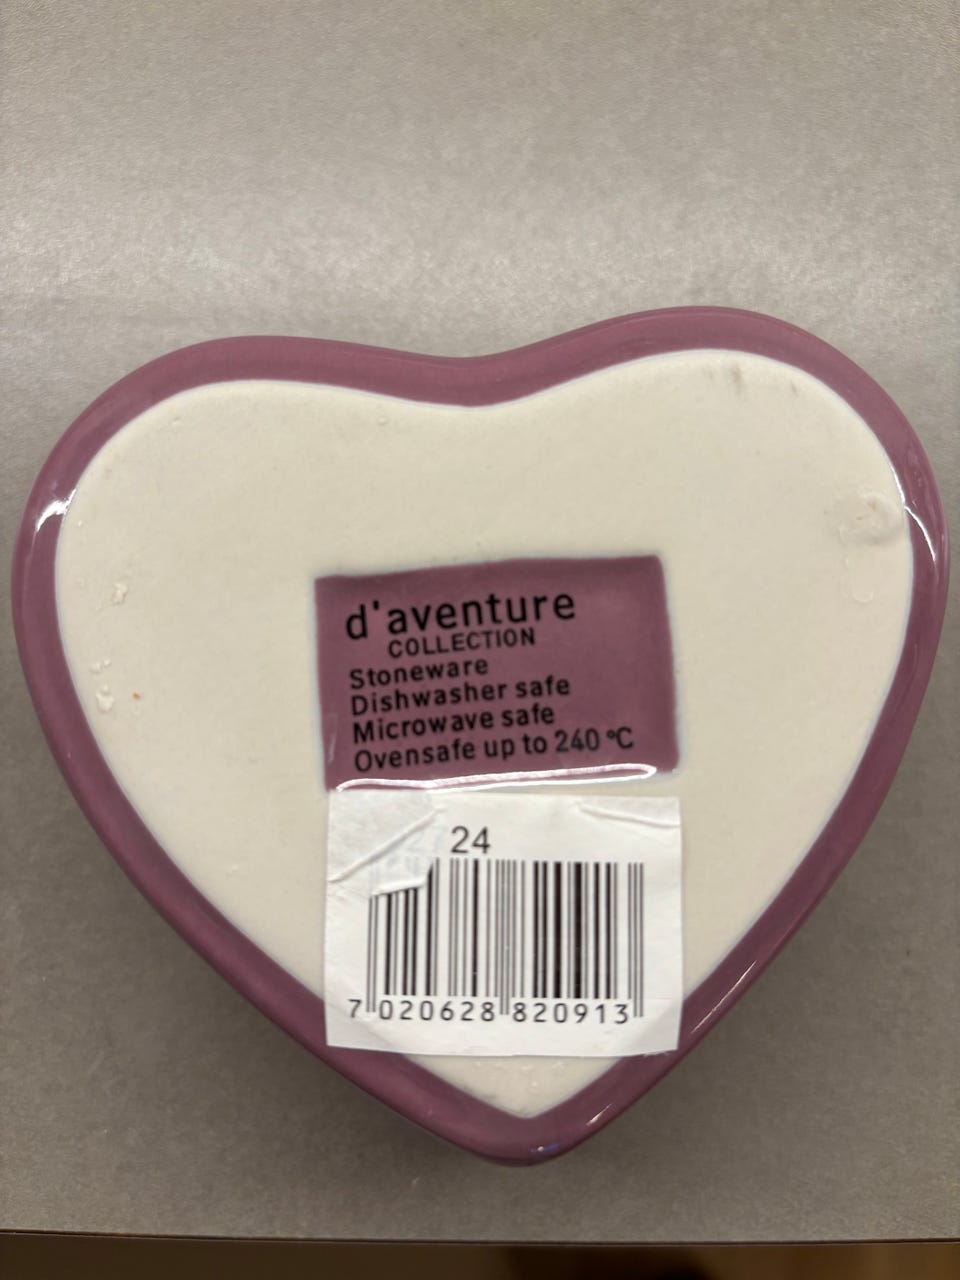 d'aventure
COLLECTION
Stoneware
Dishwasher safe
Microwave safe
Ovensafe up to 240 °C
24
7 020628 820913